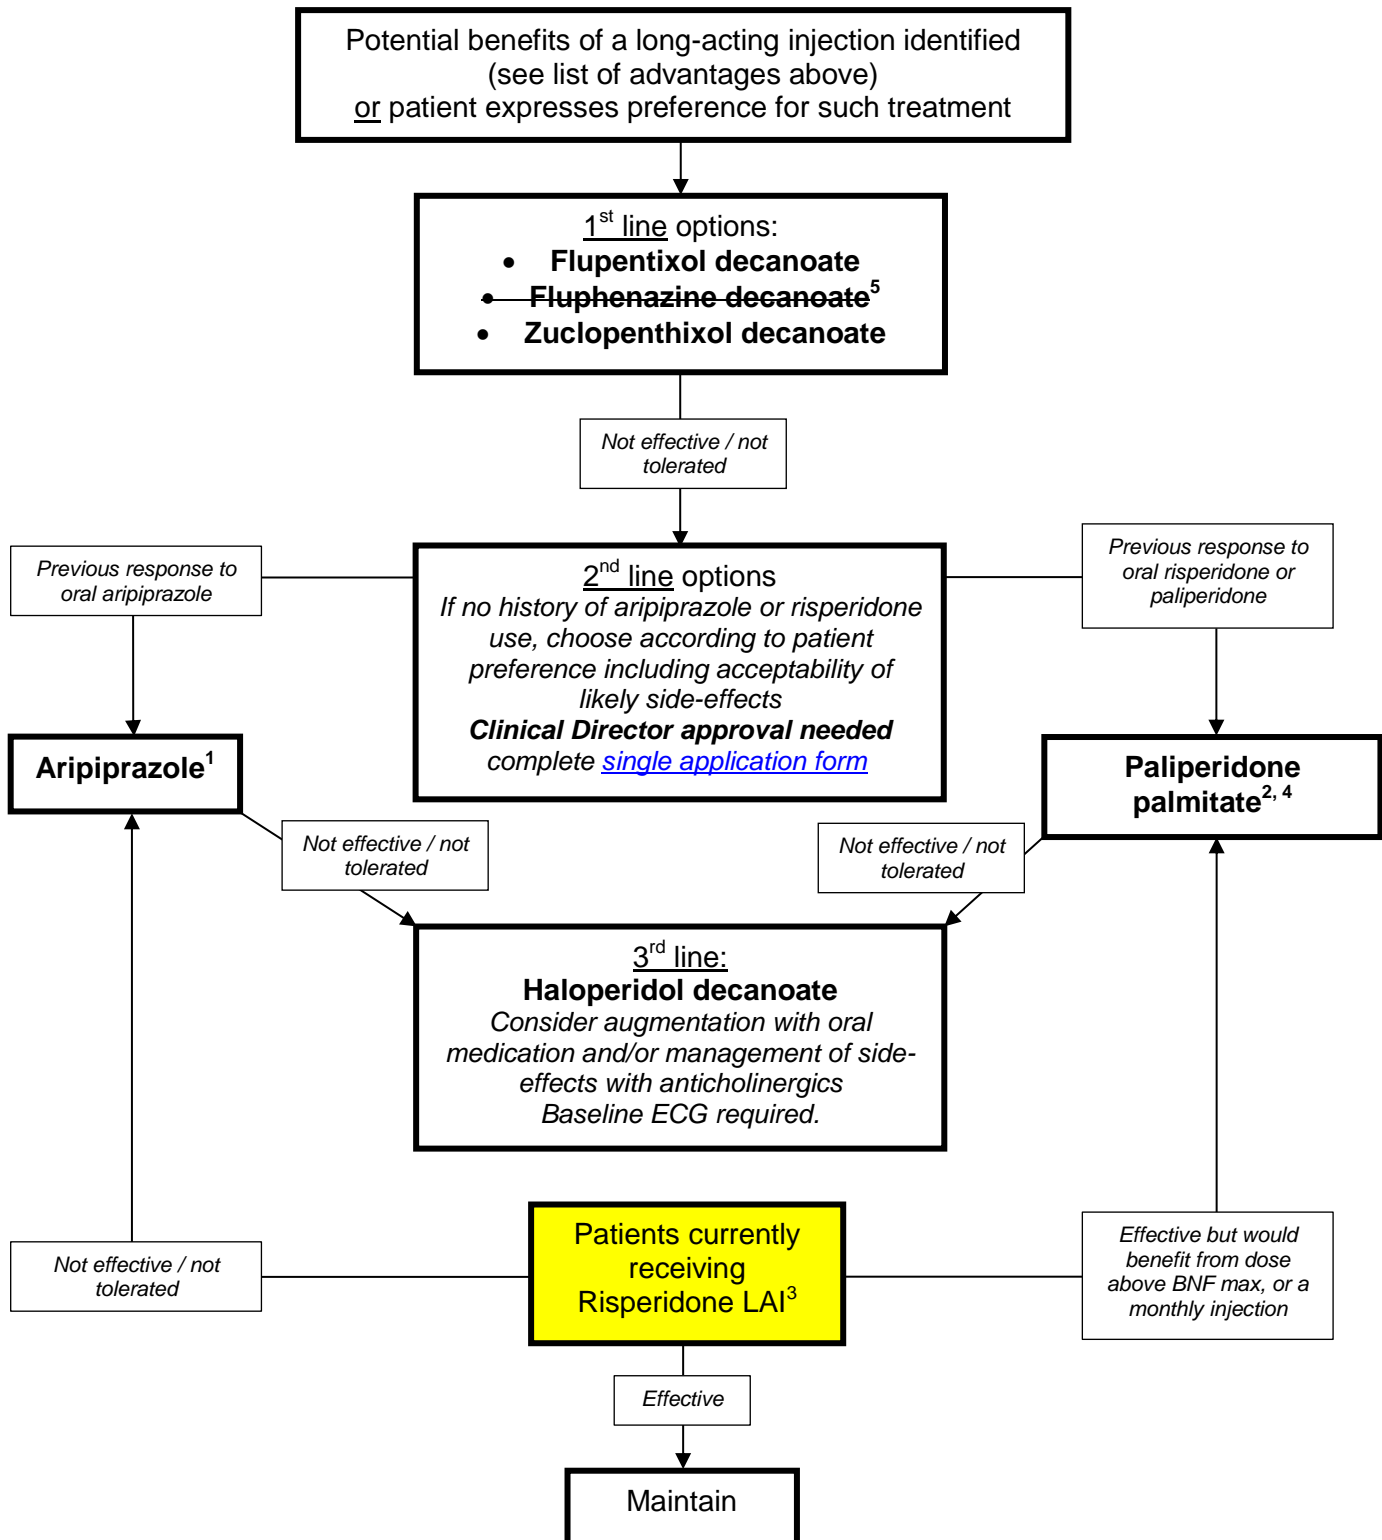 Potential benefits of a long-acting injection identified
(see list of advantages above)
or patient expresses preference for such treatment
1st line options:
• Flupentixol decanoate
• Fluphenazine decanoate5
• Zuclopenthixol decanoate
Not effective / not
tolerated
Previous response to
oral aripiprazole
2nd line options
If no history of aripiprazole or risperidone
use, choose according to patient
preference including acceptability of
likely side-effects
Clinical Director approval needed
complete single application form
Previous response to
oral risperidone or
paliperidone
Aripiprazole1
Paliperidone
palmitate2, 4
Not effective / not
tolerated
Not effective / not
tolerated
3rd line:
Haloperidol decanoate
Consider augmentation with oral
medication and/or management of side-
effects with anticholinergics
Baseline ECG required.
Not effective / not
tolerated
Patients currently
receiving
Risperidone LAI3
Effective but would
benefit from dose
above BNF max, or a
monthly injection
Effective
Maintain